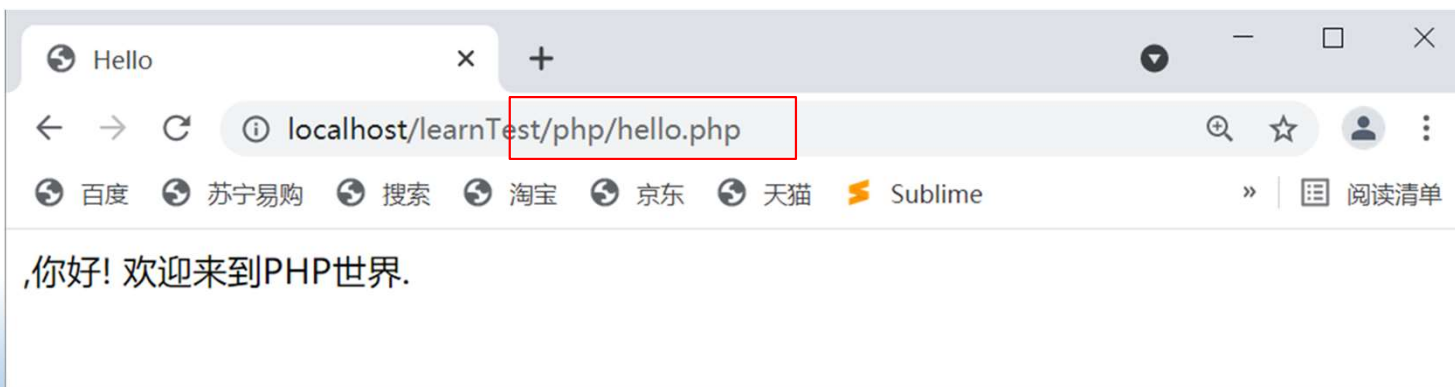 Hello
localhost/learnTest/php/hello.php
百度 苏宁易购 搜索 淘宝 京东 天猫 Sublime » 阅读清单
,你好! 欢迎来到PHP世界.